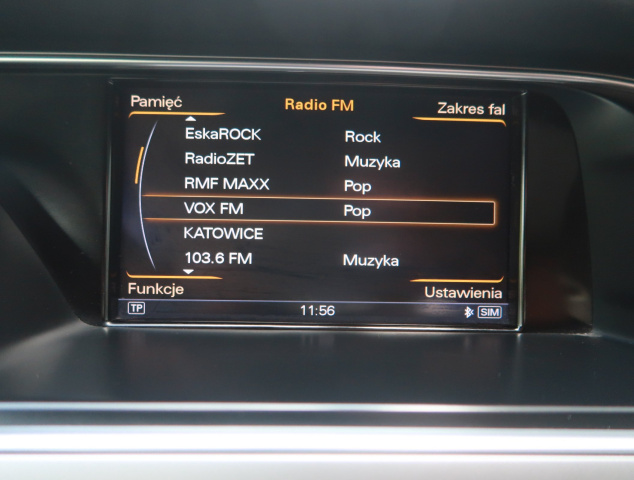 Pamięć Radio FM Zakres fal
EskaROCK Rock
RadioZET Muzyka
RMF MAXX Pop
VOX FM Pop
KATOWICE
103.6 FM Muzyka
Funkcje Ustawienia
TP 11:56 SIM